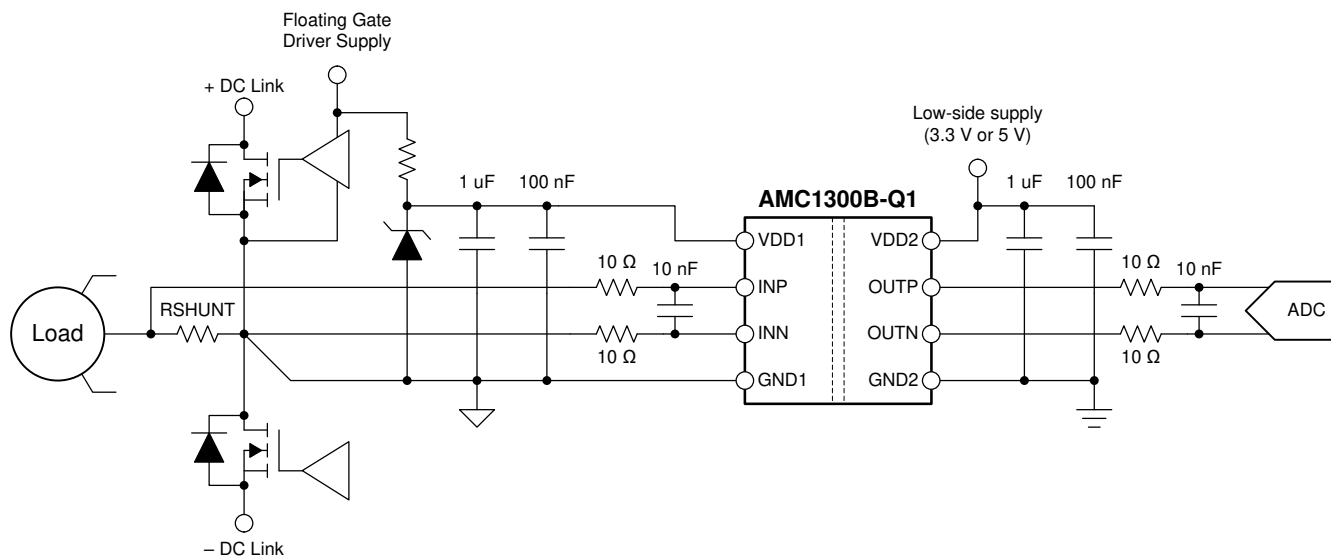 Floating Gate
Driver Supply
+ DC Link
Low-side supply
(3.3 V or 5 V)
1 uF
100 nF
AMC1300B-Q1
1 uF
100 nF
VDD1
VDD2
10 Ω
10 nF
INP
OUTP
10 Ω
10 nF
RSHUNT
Load
INN
OUTN
ADC
10 Ω
10 Ω
GND1
GND2
– DC Link